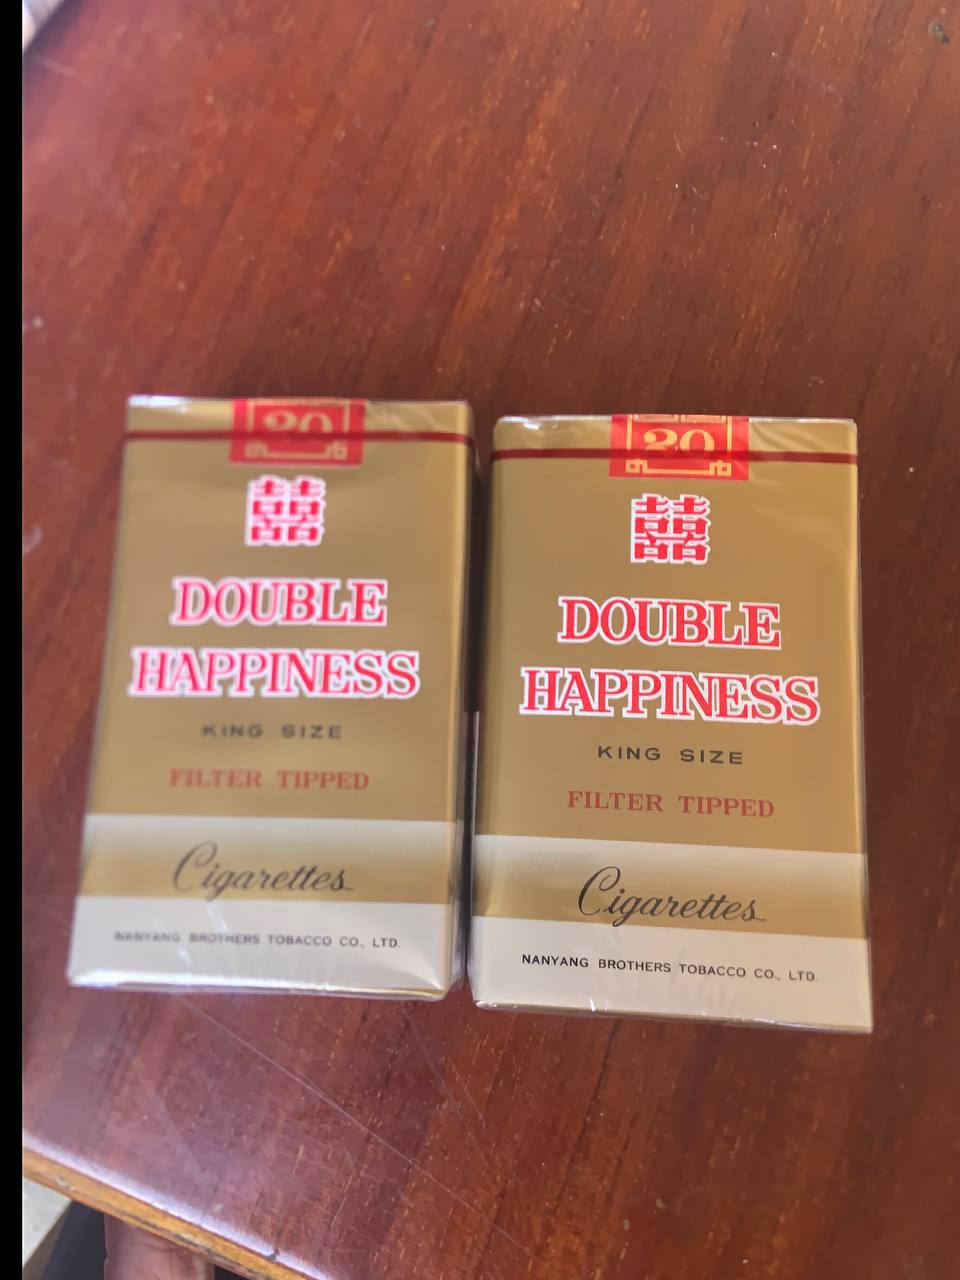 20
囍
DOUBLE
HAPPINESS
KING SIZE
FILTER TIPPED
Cigarettes
NANYANG BROTHERS TOBACCO CO., LTD.
20
囍
DOUBLE
HAPPINESS
KING SIZE
FILTER TIPPED
Cigarettes
NANYANG BROTHERS TOBACCO CO., LTD.